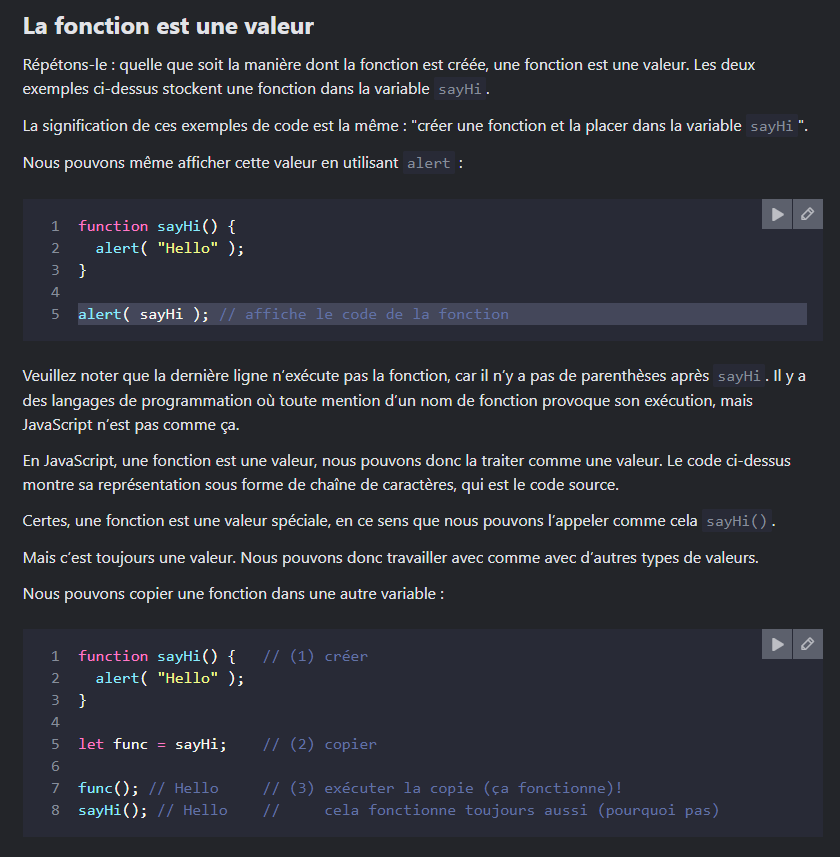 La fonction est une valeur
Répétons-le : quelle que soit la manière dont la fonction est créée, une fonction est une valeur. Les deux
exemples ci-dessus stockent une fonction dans la variable sayHi.
La signification de ces exemples de code est la même : "créer une fonction et la placer dans la variable sayHi".
Nous pouvons même afficher cette valeur en utilisant alert :
1 function sayHi() {
2   alert( "Hello" );
3 }
4
5 alert( sayHi ); // affiche le code de la fonction
Veuillez noter que la dernière ligne n’exécute pas la fonction, car il n’y a pas de parenthèses après sayHi. Il y a
des langages de programmation où toute mention d’un nom de fonction provoque son exécution, mais
JavaScript n’est pas comme ça.
En JavaScript, une fonction est une valeur, nous pouvons donc la traiter comme une valeur. Le code ci-dessus
montre sa représentation sous forme de chaîne de caractères, qui est le code source.
Certes, une fonction est une valeur spéciale, en ce sens que nous pouvons l’appeler comme cela sayHi().
Mais c’est toujours une valeur. Nous pouvons donc travailler avec comme avec d’autres types de valeurs.
Nous pouvons copier une fonction dans une autre variable :
1 function sayHi() {   // (1) créer
2   alert( "Hello" );
3 }
4
5 let func = sayHi;    // (2) copier
6
7 func(); // Hello     // (3) exécuter la copie (ça fonctionne)!
8 sayHi(); // Hello    //     cela fonctionne toujours aussi (pourquoi pas)